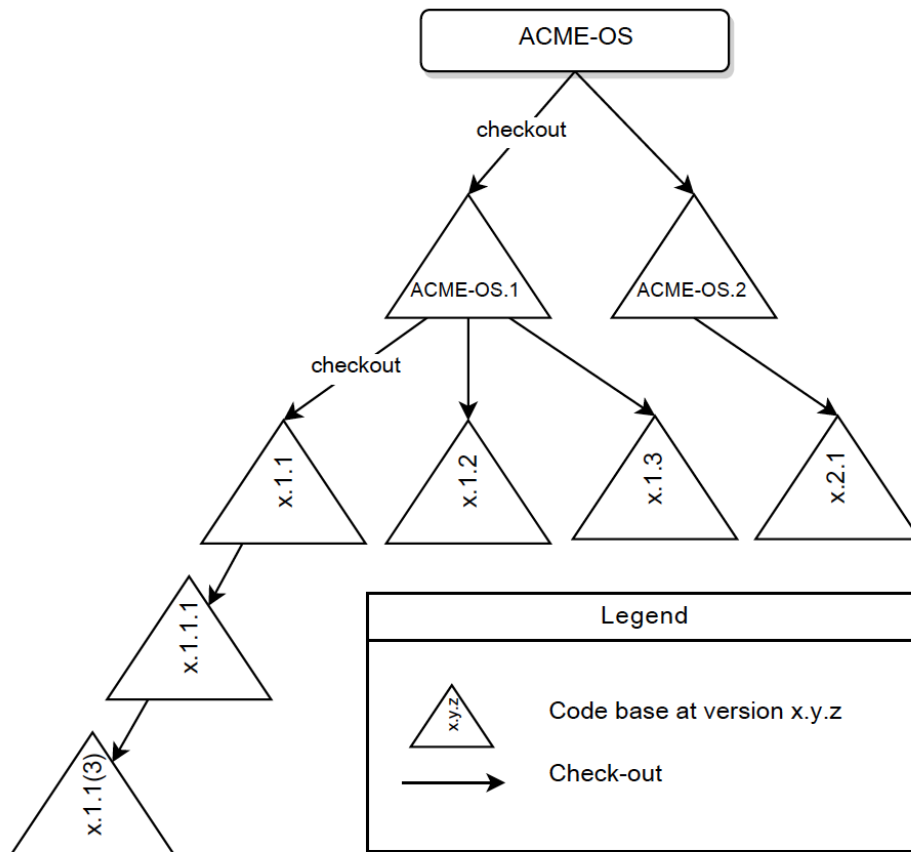 ACME-OS
checkout
ACME-OS.1
ACME-OS.2
checkout
x.1.1
x.1.2
x.1.3
x.2.1
x.1.1.1
x.1.1(3)
Legend
x.y.z
Code base at version x.y.z
Check-out